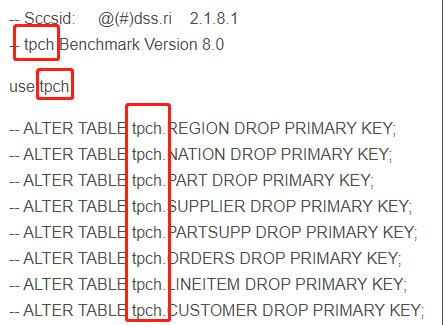 -- Sccsid:     @(#)dss.ri    2.1.8.1
-- tpch Benchmark Version 8.0
use tpch
-- ALTER TABLE tpch.REGION DROP PRIMARY KEY;
-- ALTER TABLE tpch.NATION DROP PRIMARY KEY;
-- ALTER TABLE tpch.PART DROP PRIMARY KEY;
-- ALTER TABLE tpch.SUPPLIER DROP PRIMARY KEY;
-- ALTER TABLE tpch.PARTSUPP DROP PRIMARY KEY;
-- ALTER TABLE tpch.ORDERS DROP PRIMARY KEY;
-- ALTER TABLE tpch.LINEITEM DROP PRIMARY KEY;
-- ALTER TABLE tpch.CUSTOMER DROP PRIMARY KEY;